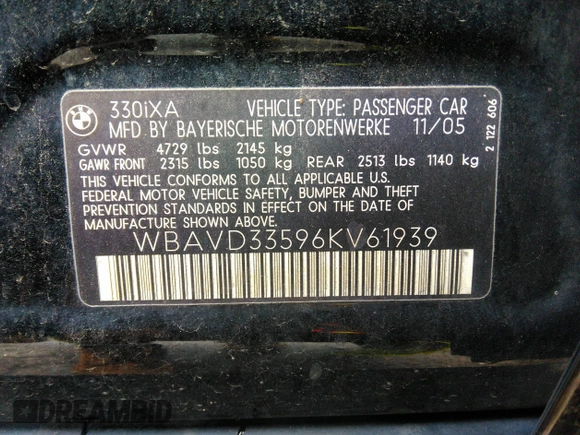 BMW
330iXA VEHICLE TYPE: PASSENGER CAR
MFD BY BAYERISCHE MOTORENWERKE 11/05
GVWR 4729 lbs 2145 kg
GAWR FRONT 2315 lbs 1050 kg REAR 2513 lbs 1140 kg
THIS VEHICLE CONFORMS TO ALL APPLICABLE U.S.
FEDERAL MOTOR VEHICLE SAFETY, BUMPER AND THEFT
PREVENTION STANDARDS IN EFFECT ON THE DATE OF
MANUFACTURE SHOWN ABOVE.
WBAVD33596KV61939
2 122 606
DREAMBID